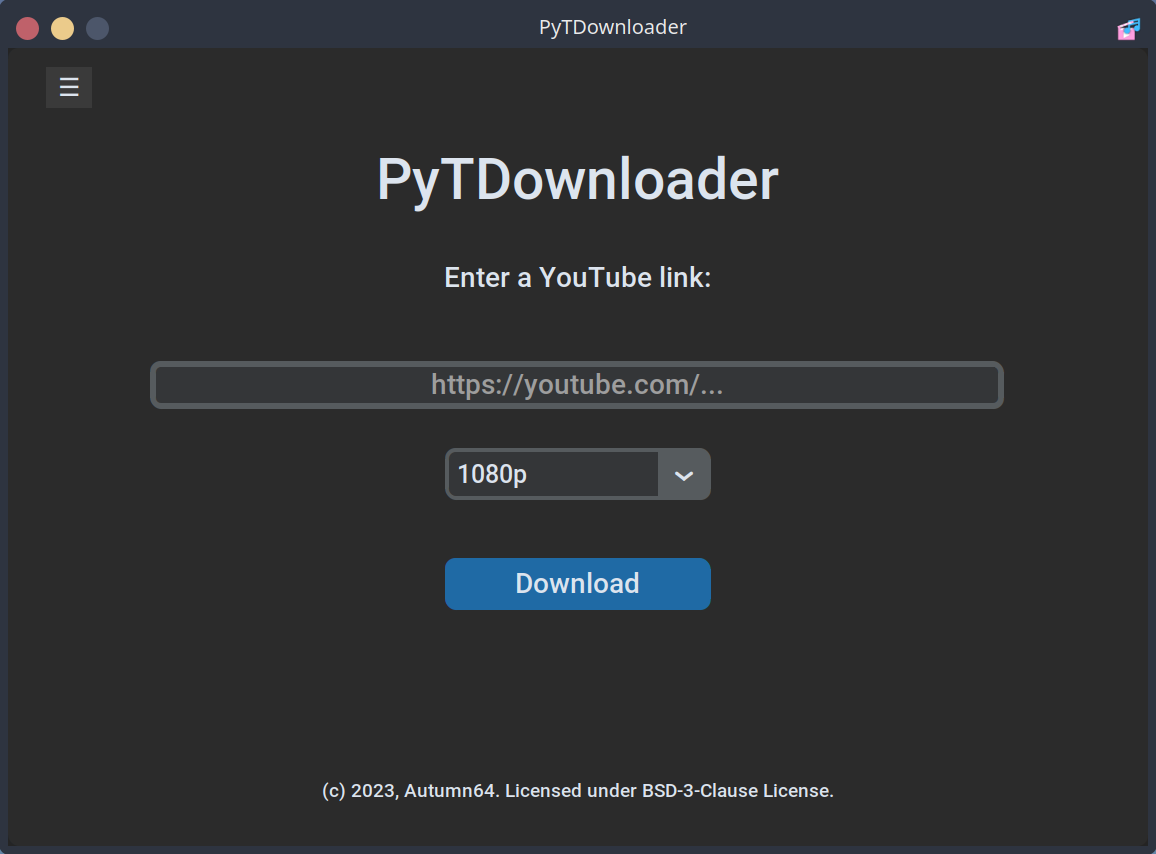 PyTDownloader
☰
PyTDownloader
Enter a YouTube link:
https://youtube.com/...
1080p
Download
(c) 2023, Autumn64. Licensed under BSD-3-Clause License.